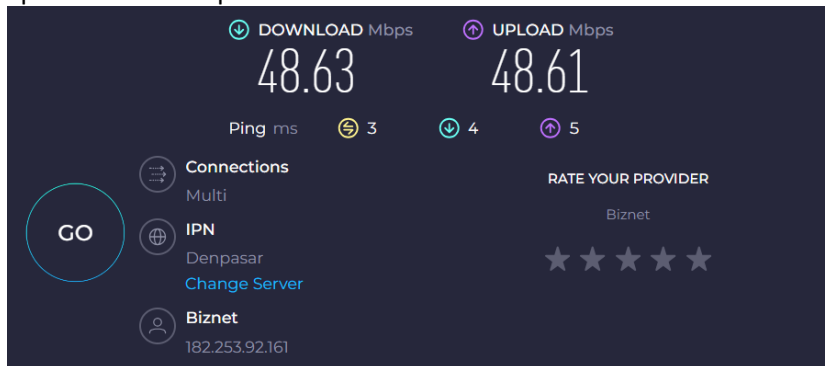 DOWNLOAD Mbps
UPLOAD Mbps
48.63
48.61
Ping ms 3 4 5
Connections
Multi
IPN
Denpasar
Change Server
Biznet
182.253.92.161
GO
RATE YOUR PROVIDER
Biznet